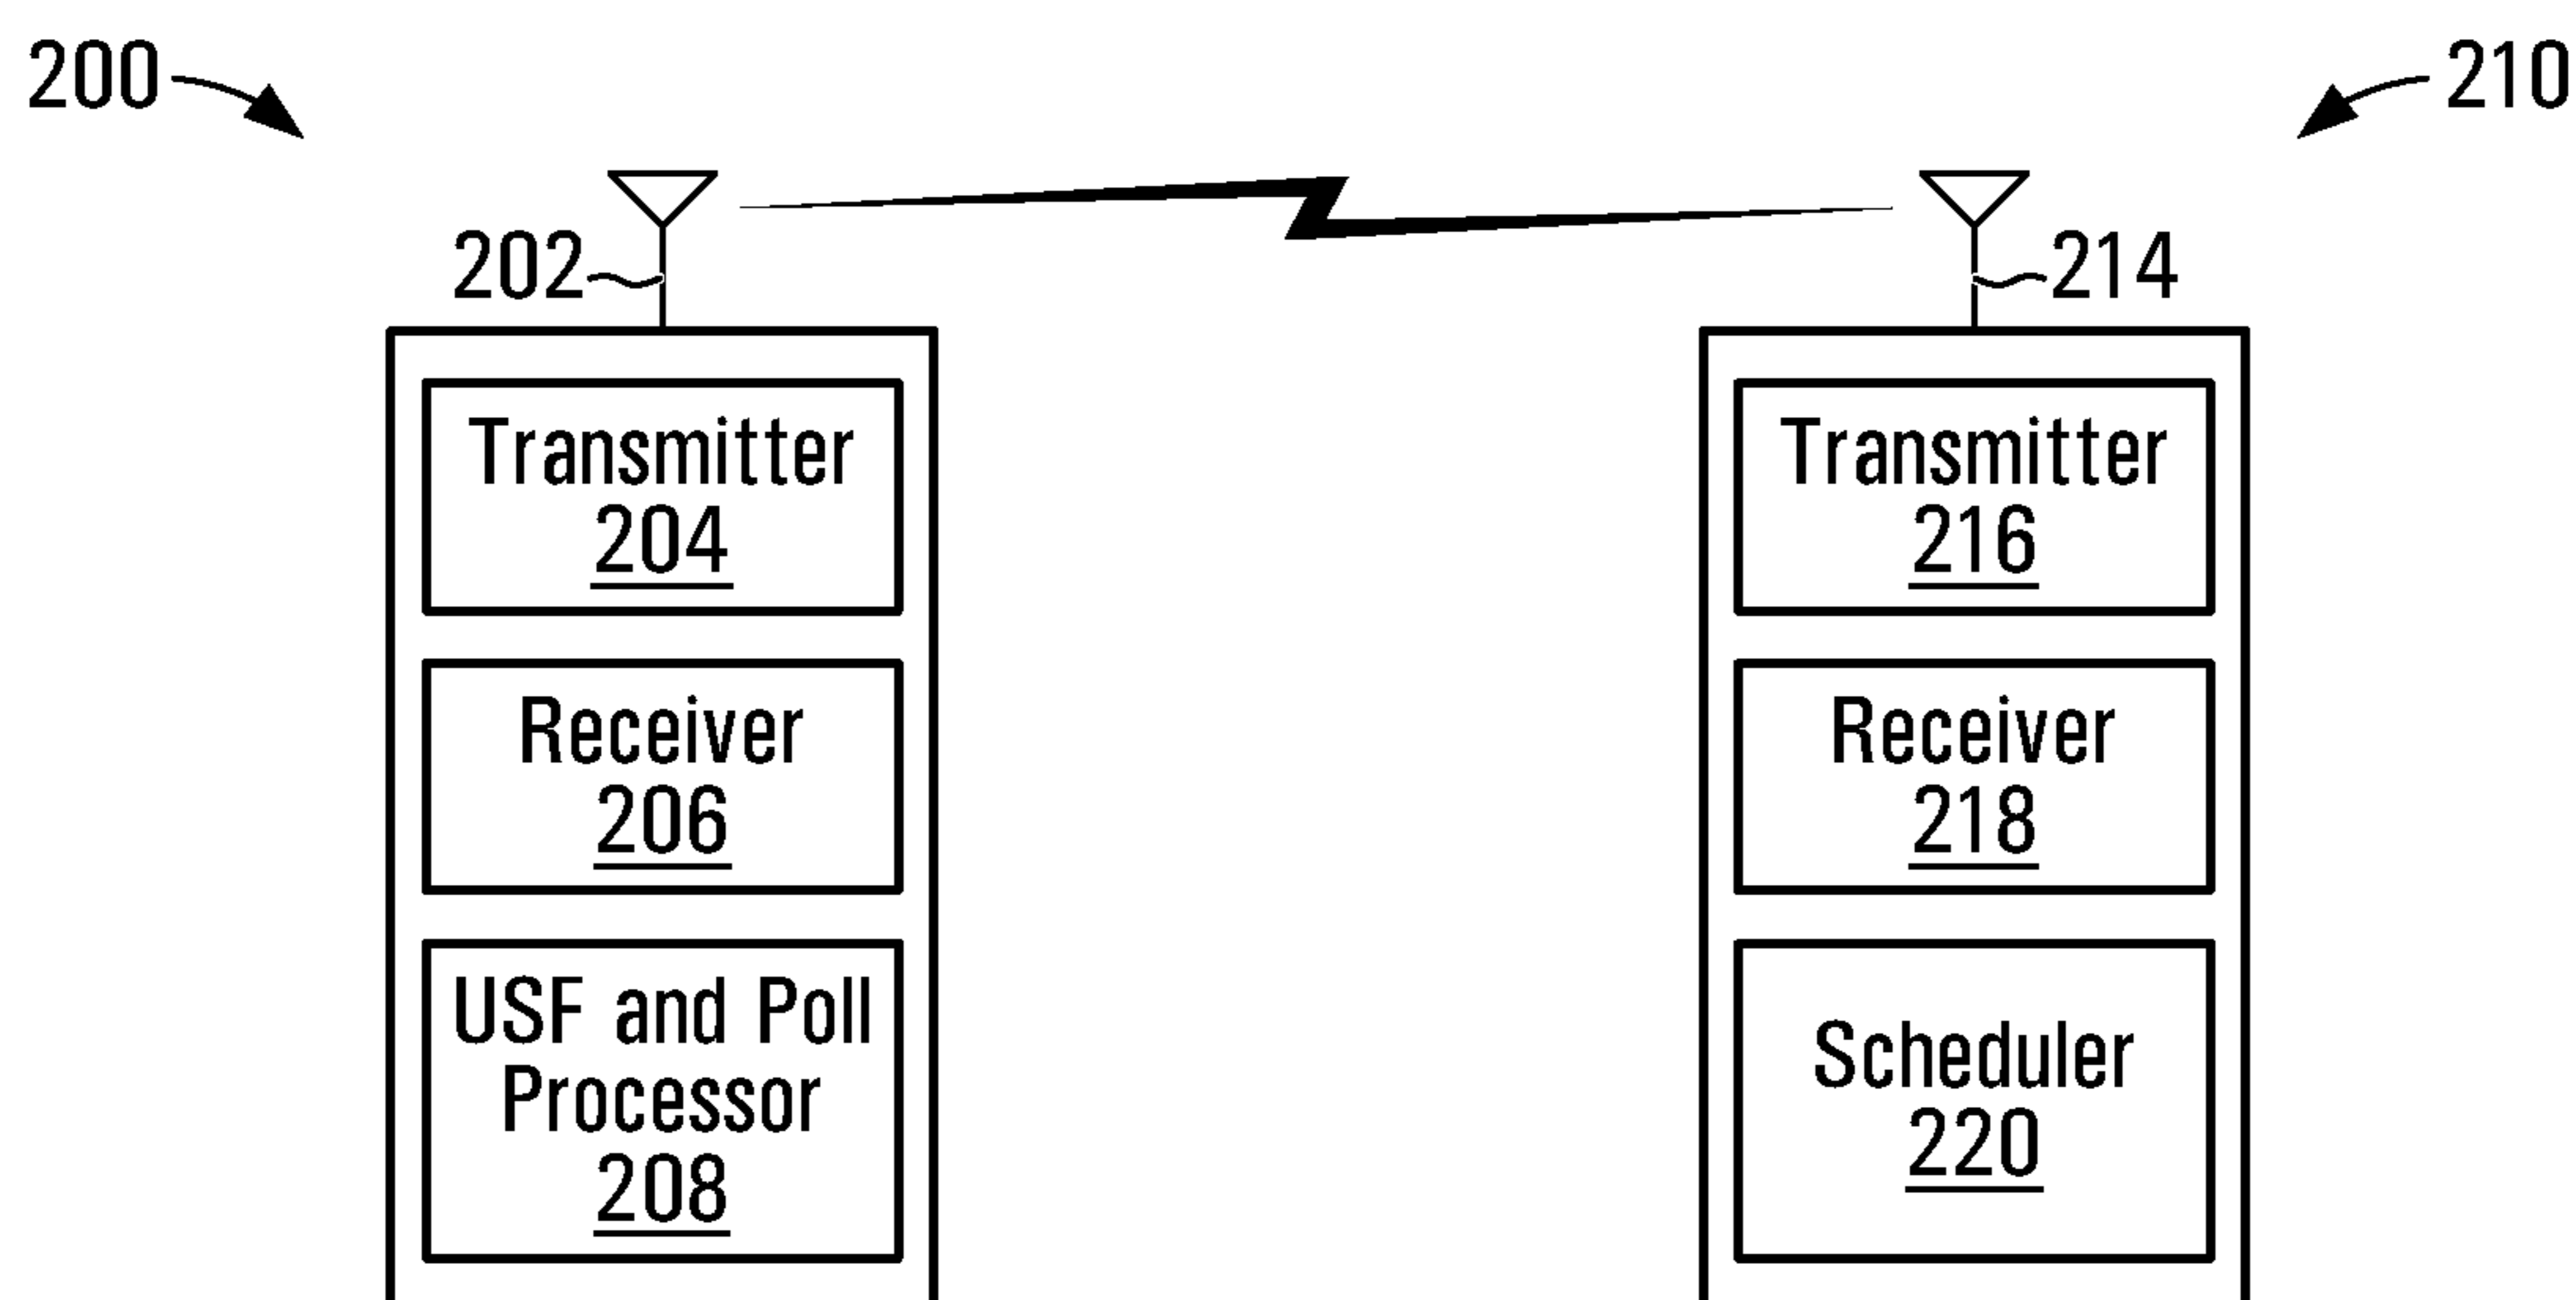 200
210
202
214
Transmitter
204
Receiver
206
USF and Poll
Processor
208
Transmitter
216
Receiver
218
Scheduler
220